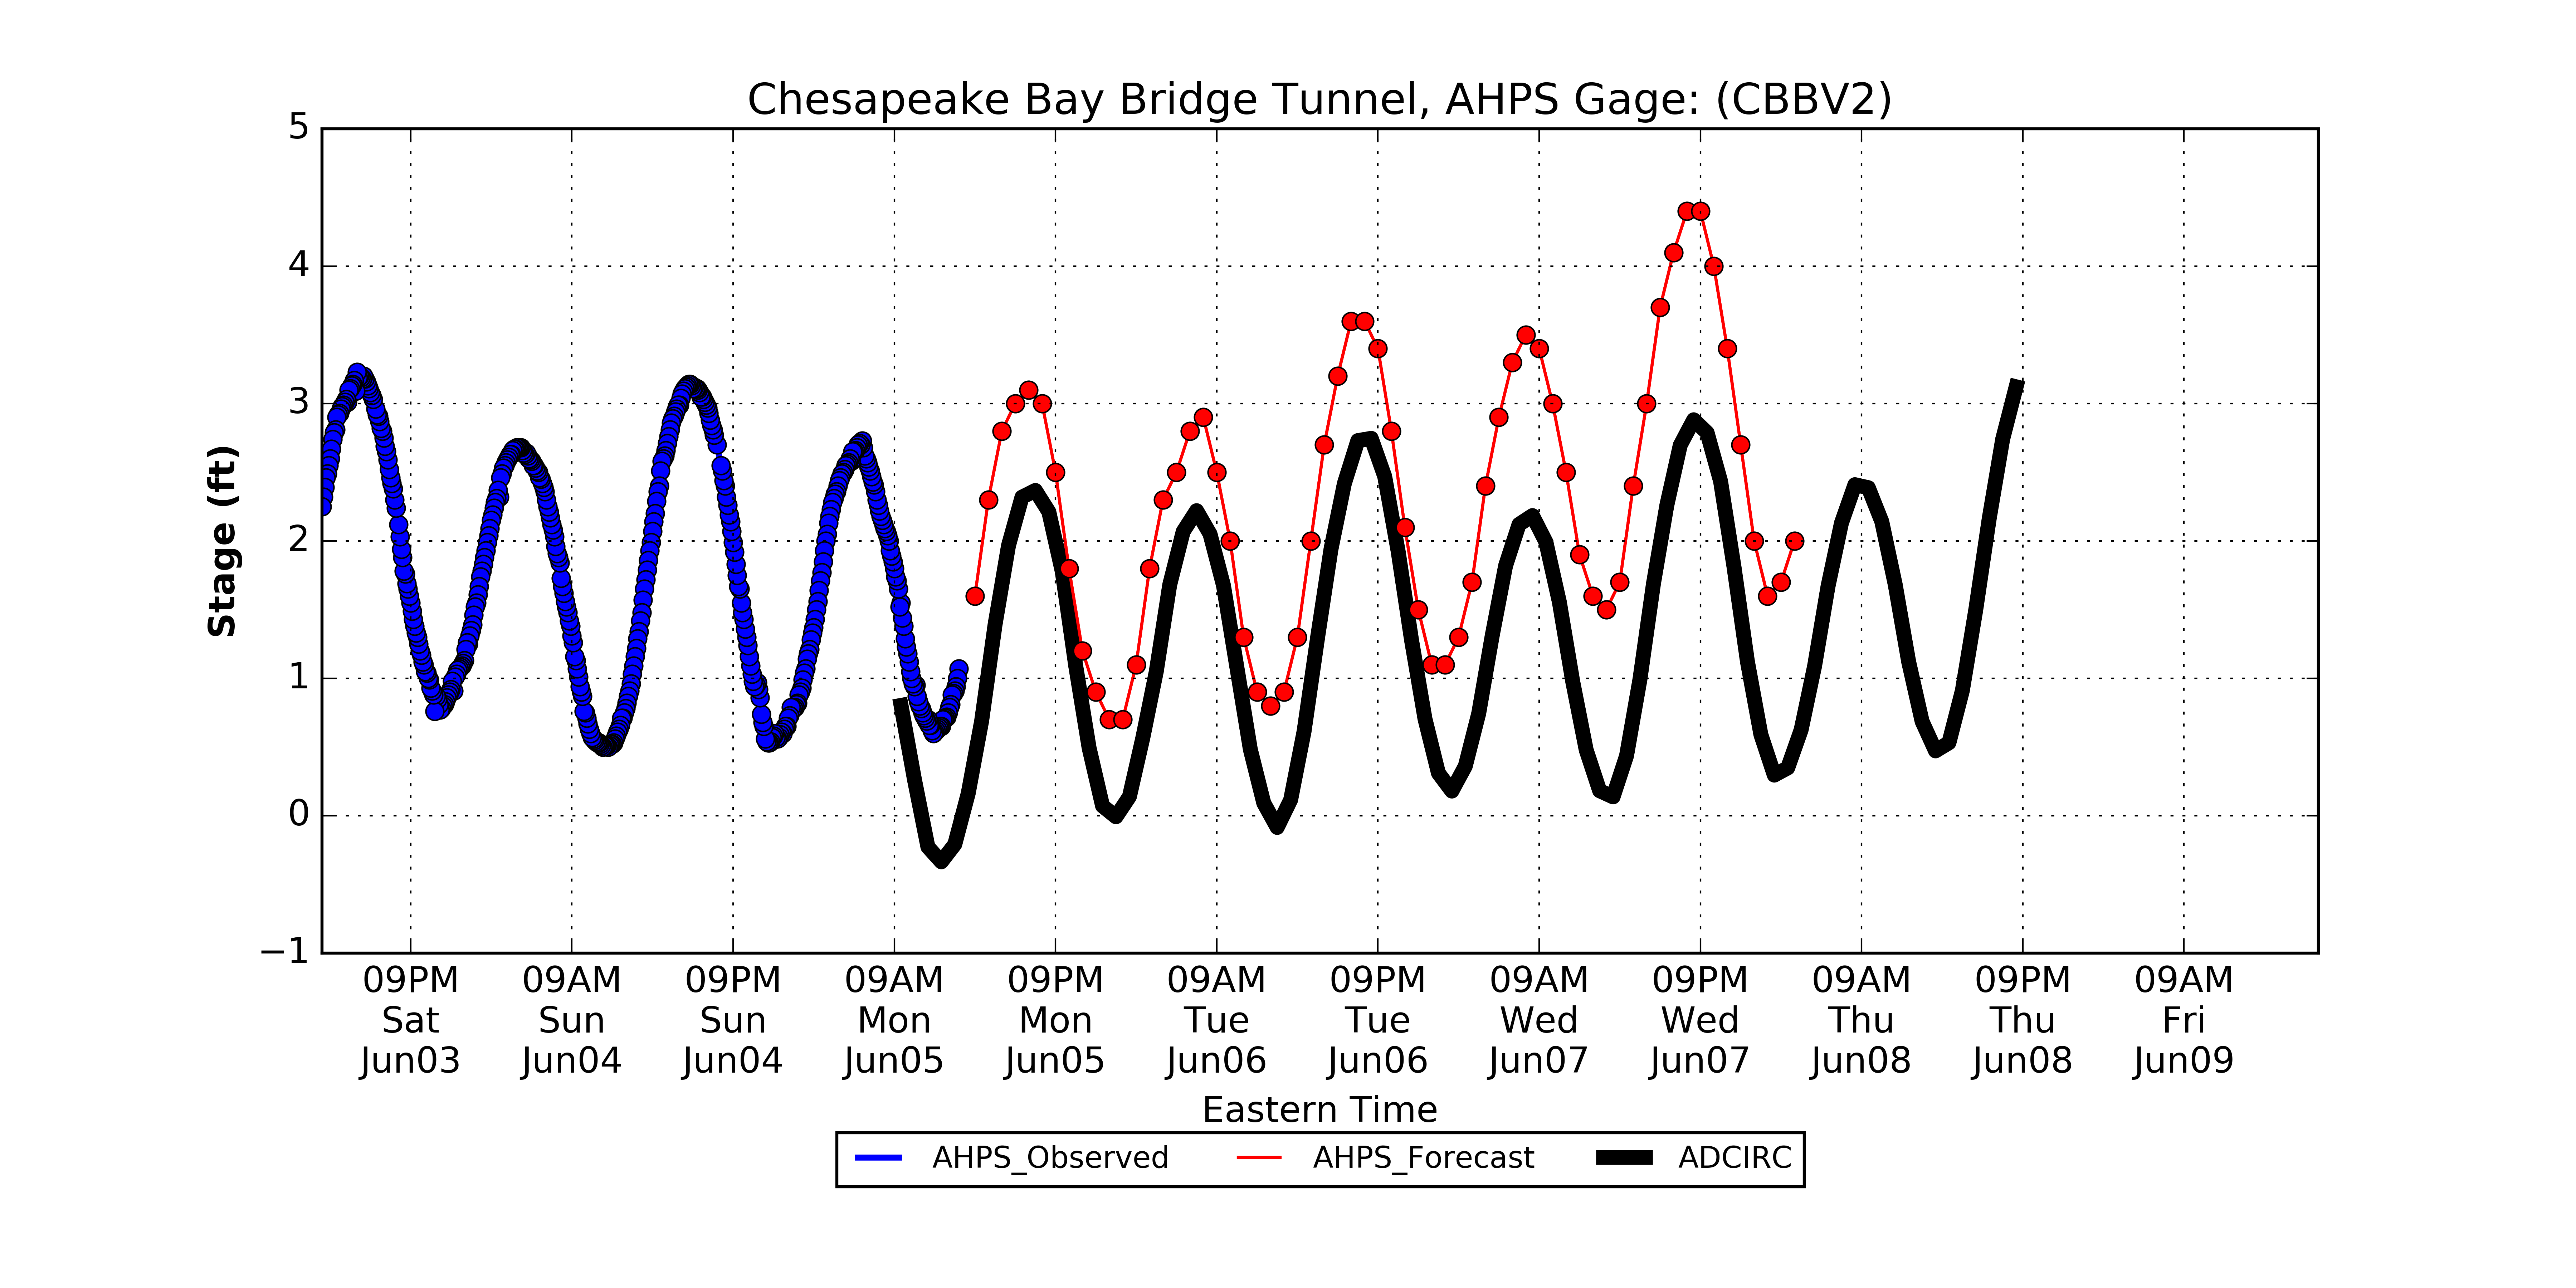 Chesapeake Bay Bridge Tunnel, AHPS Gage: (CBBV2)
5
4
3
2
1
0
−1
Stage (ft)
09PM 09AM 09PM 09AM 09PM 09AM 09PM 09AM 09PM 09AM 09PM 09AM
Sat Sun Sun Mon Mon Tue Tue Wed Wed Thu Thu Fri
Jun03 Jun04 Jun04 Jun05 Jun05 Jun06 Jun06 Jun07 Jun07 Jun08 Jun08 Jun09
Eastern Time
AHPS_Observed AHPS_Forecast ADCIRC